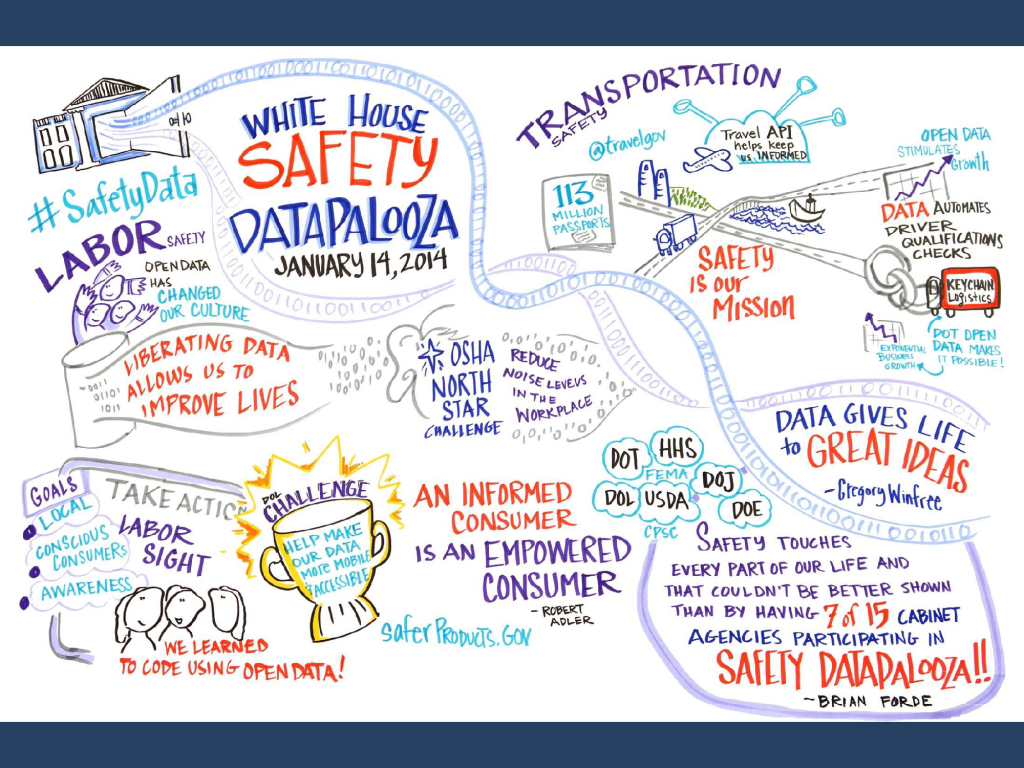 WHITE HOUSE
SAFETY
DATAPALOOZA
JANUARY 14, 2014
#SafetyData
LABOR SAFETY
OPEN DATA
HAS
CHANGED
OUR CULTURE
LIBERATING DATA
ALLOWS US TO
IMPROVE LIVES
OSHA
NORTH
STAR
CHALLENGE
REDUCE
NOISE LEVELS
IN THE
WORKPLACE
TRANSPORTATION
SAFETY
@travelgov
113
MILLION
PASSPORTS
Travel API
helps keep
us INFORMED
SAFETY
IS OUR
MISSION
OPEN DATA
STIMULATES
Growth
DATA AUTOMATES
DRIVER
QUALIFICATIONS
CHECKS
KEYCHAIN
LOGISTICS
EXPONENTIAL
BUSINESS
GROWTH
DOT OPEN
DATA MAKES
IT POSSIBLE!
DATA GIVES LIFE
to GREAT IDEAS
- Gregory Winfree
GOALS
LOCAL
CONSCIOUS
CONSUMERS
AWARENESS
TAKE ACTION
LABOR
SIGHT
WE LEARNED
TO CODE USING OPEN DATA!
DOL
CHALLENGE
HELP MAKE
OUR DATA
MORE MOBILE
ACCESSIBLE
AN INFORMED
CONSUMER
IS AN EMPOWERED
CONSUMER
- ROBERT
ADLER
SaferProducts.GOV
DOT
HHS
FEMA
DOJ
DOL
USDA
DOE
CPSC
SAFETY TOUCHES
EVERY PART OF OUR LIFE AND
THAT COULDN'T BE BETTER SHOWN
THAN BY HAVING 7 of 15 CABINET
AGENCIES PARTICIPATING IN
SAFETY DATAPALOOZA!!
- BRIAN FORDE